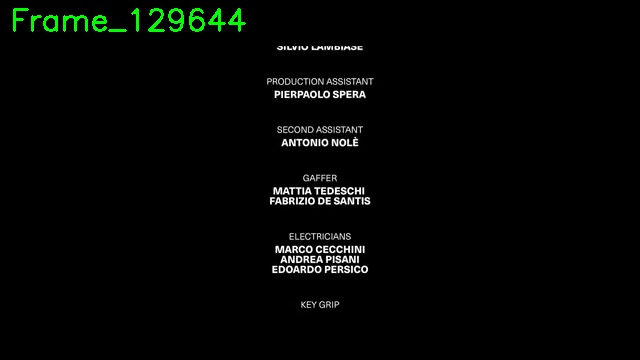 Frame_129644
SILVIO LAMBIASE
PRODUCTION ASSISTANT
PIERPAOLO SPERA
SECOND ASSISTANT
ANTONIO NOLÈ
GAFFER
MATTIA TEDESCHI
FABRIZIO DE SANTIS
ELECTRICIANS
MARCO CECCHINI
ANDREA PISANI
EDOARDO PERSICO
KEY GRIP